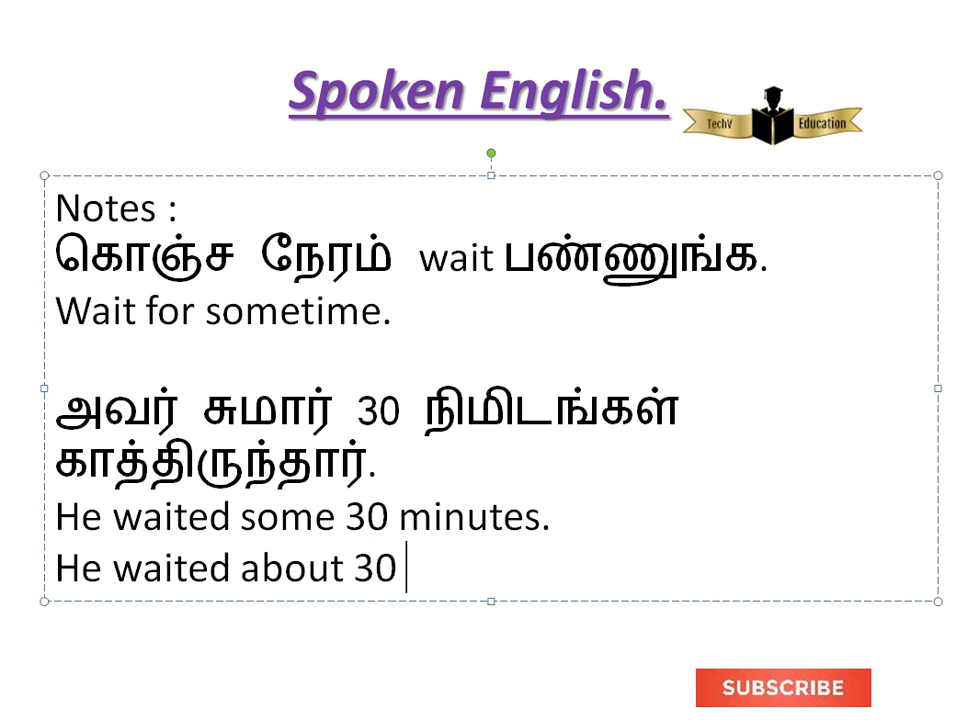 Spoken English.
TechV Education
Notes :
கொஞ்ச நேரம் wait பண்ணுங்க.
Wait for sometime.
அவர் சுமார் 30 நிமிடங்கள்
காத்திருந்தார்.
He waited some 30 minutes.
He waited about 30
SUBSCRIBE